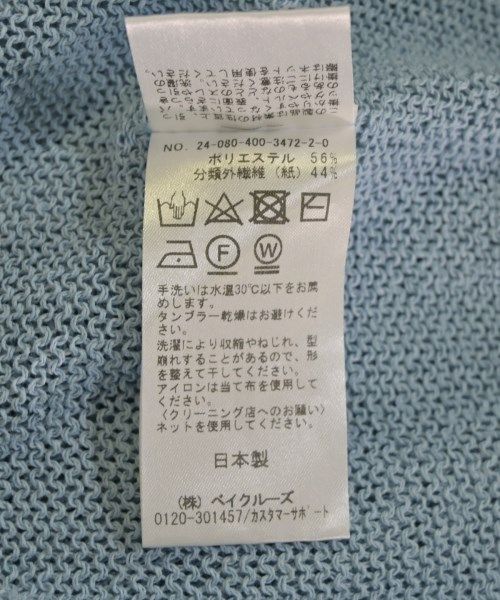 NO. 24-080-400-3472-2-0
ポリエステル 56%
分類外繊維（紙）44%
F
W
手洗いは水温30℃以下をお薦
めします。
タンブラー乾燥はお避けくだ
さい。
洗濯により収縮やねじれ、型
崩れすることがあるので、形
を整えて干してください。
アイロンは当て布を使用して
ください。
〈クリーニング店へのお願い〉
ネットを使用してください。
日本製
（株）ベイクルーズ
0120-301457/カスタマーサポート